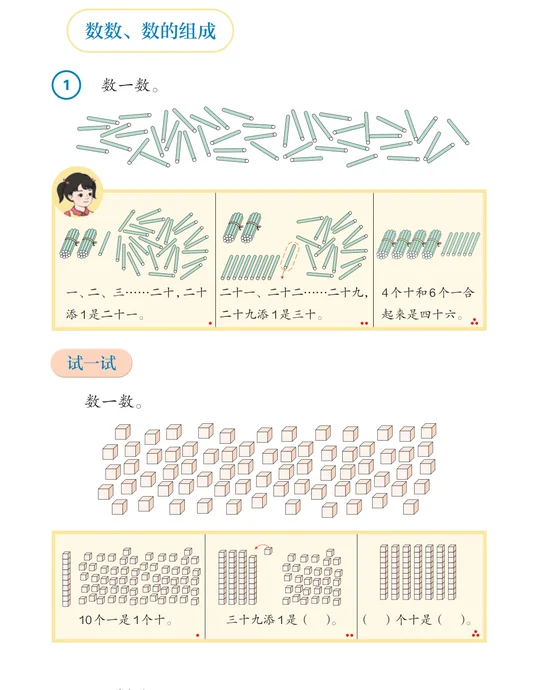 数数、数的组成
1 数一数。
一、二、三……二十，二十
添1是二十一。
二十一、二十二……二十九，
二十九添1是三十。
4个十和6个一合
起来是四十六。
试一试
数一数。
10个一是1个十。
三十九添1是（ ）。
（ ）个十是（ ）。